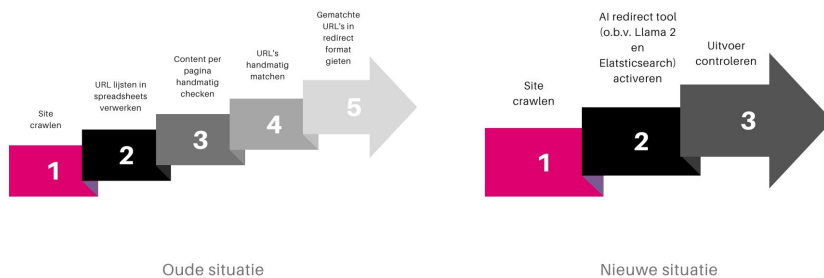 Site
crawlen
1
URL lijsten in
spreadsheets
verwerken
2
Content per
pagina
handmatig
checken
3
URL's
handmatig
matchen
4
Gematchte
URL's in
redirect
format
gieten
5
Oude situatie
Site
crawlen
1
AI redirect tool
(o.b.v. Llama 2
en
Elatsticsearch)
activeren
2
Uitvoer
controleren
3
Nieuwe situatie